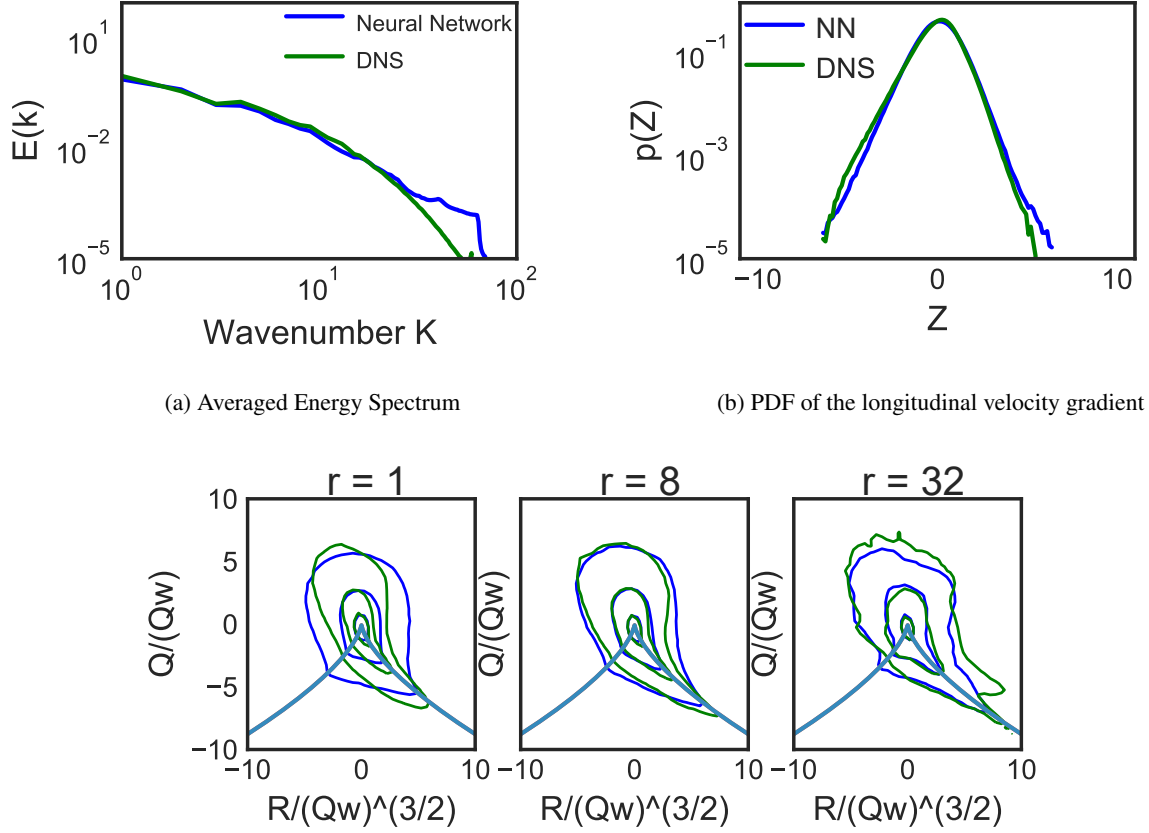 10^1
10^-2
10^-5
E(k)
Neural Network
DNS
10^0 10^1 10^2
Wavenumber K
10^-1
10^-3
10^-5
p(Z)
NN
DNS
−10 0 10
Z
(a) Averaged Energy Spectrum
(b) PDF of the longitudinal velocity gradient
r = 1
r = 8
r = 32
10
5
0
−5
−10
Q/(Qw)
Q/(Qw)
Q/(Qw)
−10 0 10
−10 0 10
−10 0 10
R/(Qw)^(3/2)
R/(Qw)^(3/2)
R/(Qw)^(3/2)